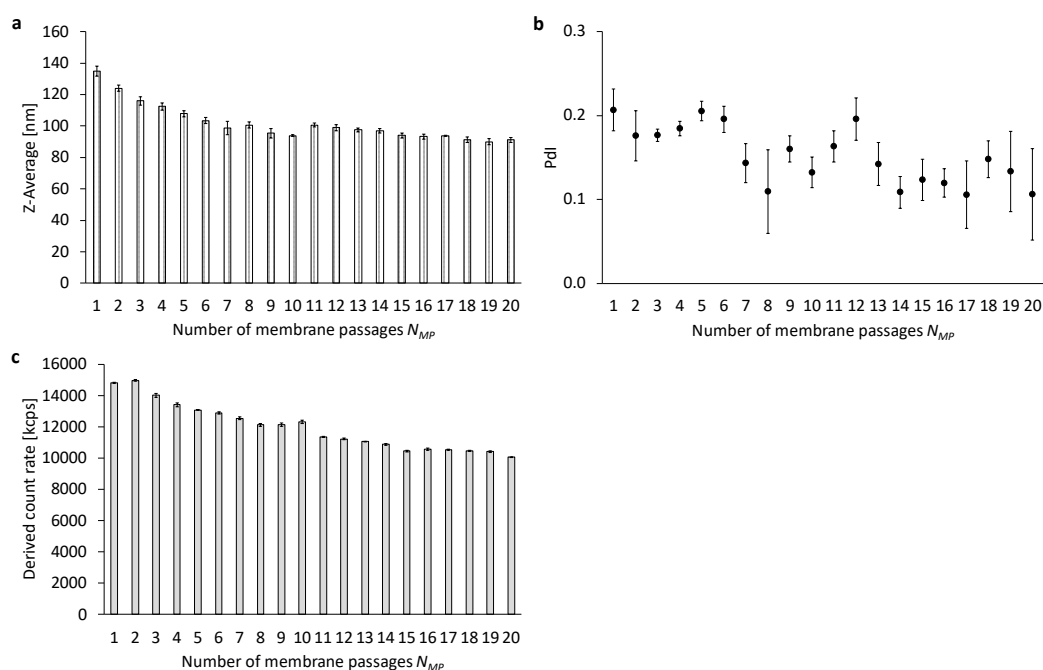 a
160
140
120
100
80
60
40
20
0
Z-Average [nm]
1 2 3 4 5 6 7 8 9 10 11 12 13 14 15 16 17 18 19 20
Number of membrane passages N_MP
b
0.3
0.2
0.1
0.0
PdI
1 2 3 4 5 6 7 8 9 10 11 12 13 14 15 16 17 18 19 20
Number of membrane passages N_MP
c
16000
14000
12000
10000
8000
6000
4000
2000
0
Derived count rate [kcps]
1 2 3 4 5 6 7 8 9 10 11 12 13 14 15 16 17 18 19 20
Number of membrane passages N_MP